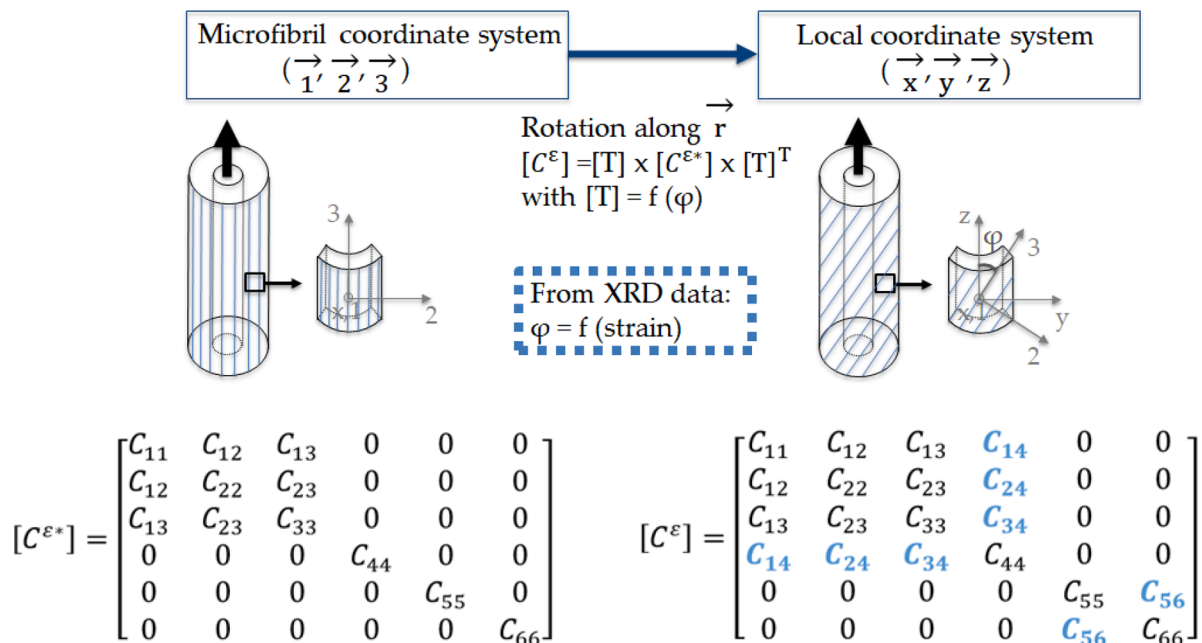 Microfibril coordinate system
(1⃗, 2⃗, 3⃗)
Local coordinate system
(x⃗, y⃗, z⃗)
Rotation along r⃗
[C^ε] =[T] x [C^ε*] x [T]^T
with [T] = f (φ)
3
x, 1
2
From XRD data:
φ = f (strain)
z
φ
3
x, 1
y
2
[C^ε*] =
C₁₁ C₁₂ C₁₃ 0 0 0
C₁₂ C₂₂ C₂₃ 0 0 0
C₁₃ C₂₃ C₃₃ 0 0 0
0 0 0 C₄₄ 0 0
0 0 0 0 C₅₅ 0
0 0 0 0 0 C₆₆
[C^ε] =
C₁₁ C₁₂ C₁₃ C₁₄ 0 0
C₁₂ C₂₂ C₂₃ C₂₄ 0 0
C₁₃ C₂₃ C₃₃ C₃₄ 0 0
C₁₄ C₂₄ C₃₄ C₄₄ 0 0
0 0 0 0 C₅₅ C₅₆
0 0 0 0 C₅₆ C₆₆